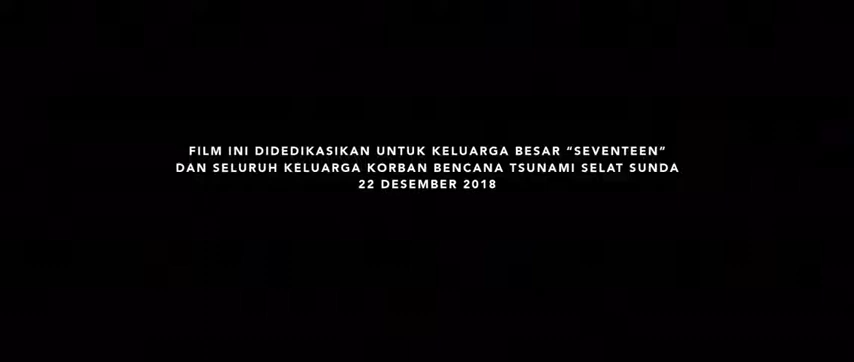 FILM INI DIDEDIKASIKAN UNTUK KELUARGA BESAR “SEVENTEEN”
DAN SELURUH KELUARGA KORBAN BENCANA TSUNAMI SELAT SUNDA
22 DESEMBER 2018